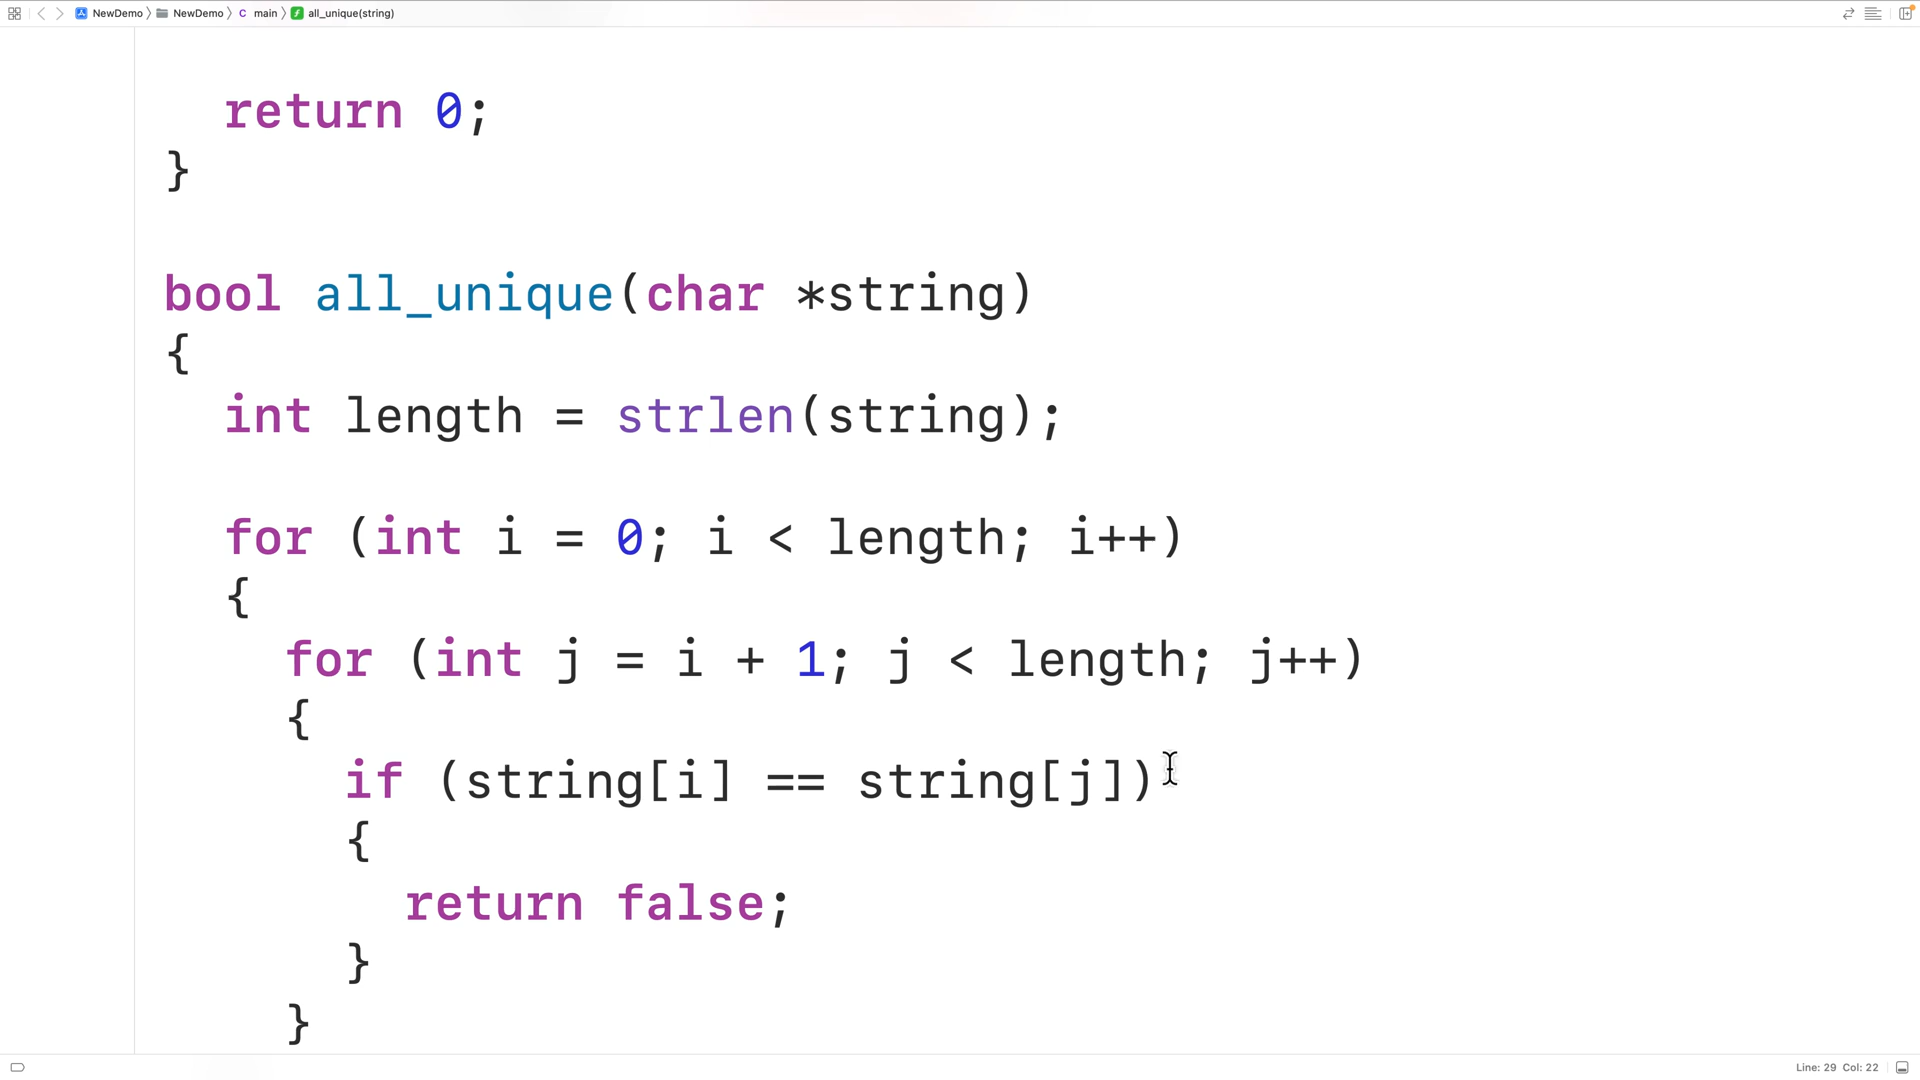 NewDemo NewDemo C main f all_unique(string)
return 0;
}
bool all_unique(char *string)
{
int length = strlen(string);
for (int i = 0; i < length; i++)
{
for (int j = i + 1; j < length; j++)
{
if (string[i] == string[j])
{
return false;
}
}
Line: 29 Col: 22